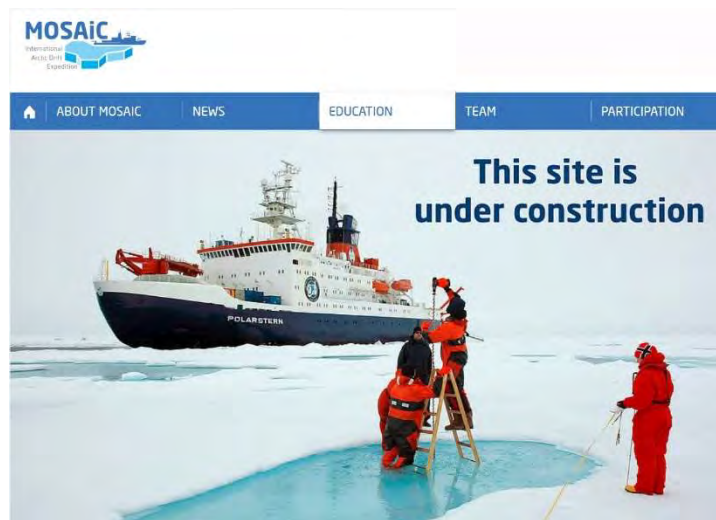 MOSAiC
International
Arctic Drift
Expedition
ABOUT MOSAIC NEWS EDUCATION TEAM PARTICIPATION
This site is
under construction
POLARSTERN